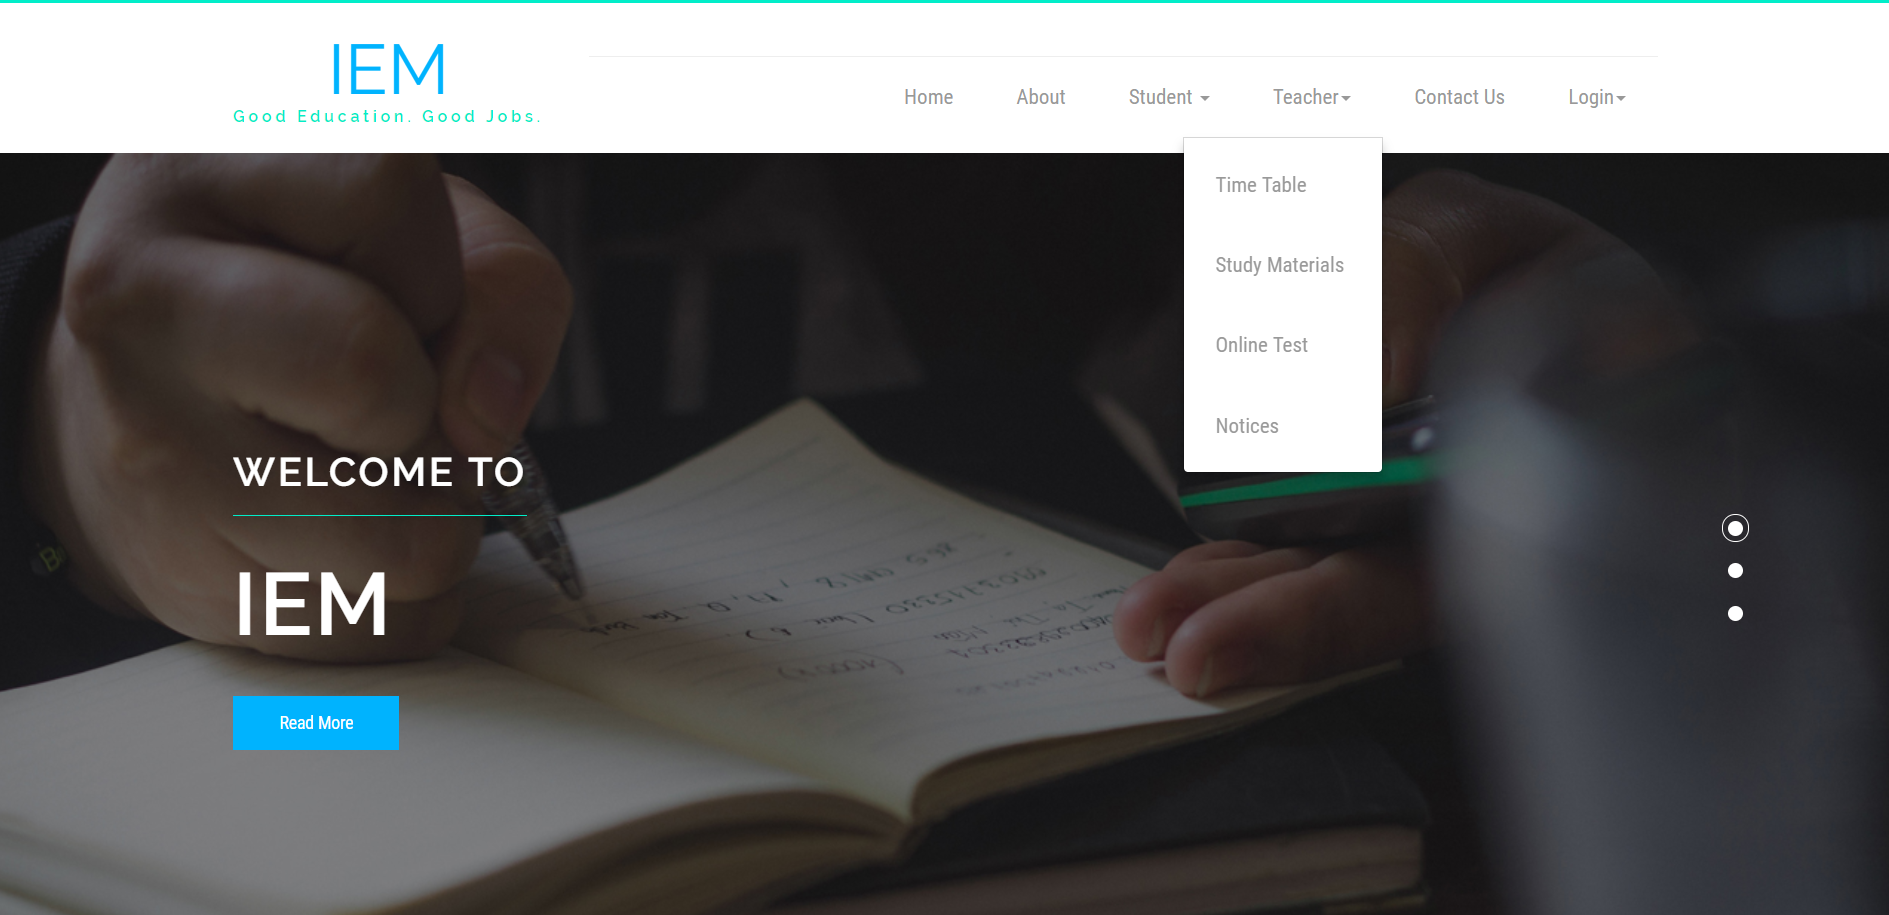 IEM
Good Education. Good Jobs.
Home About Student Teacher Contact Us Login
Time Table
Study Materials
Online Test
Notices
WELCOME TO
IEM
Read More